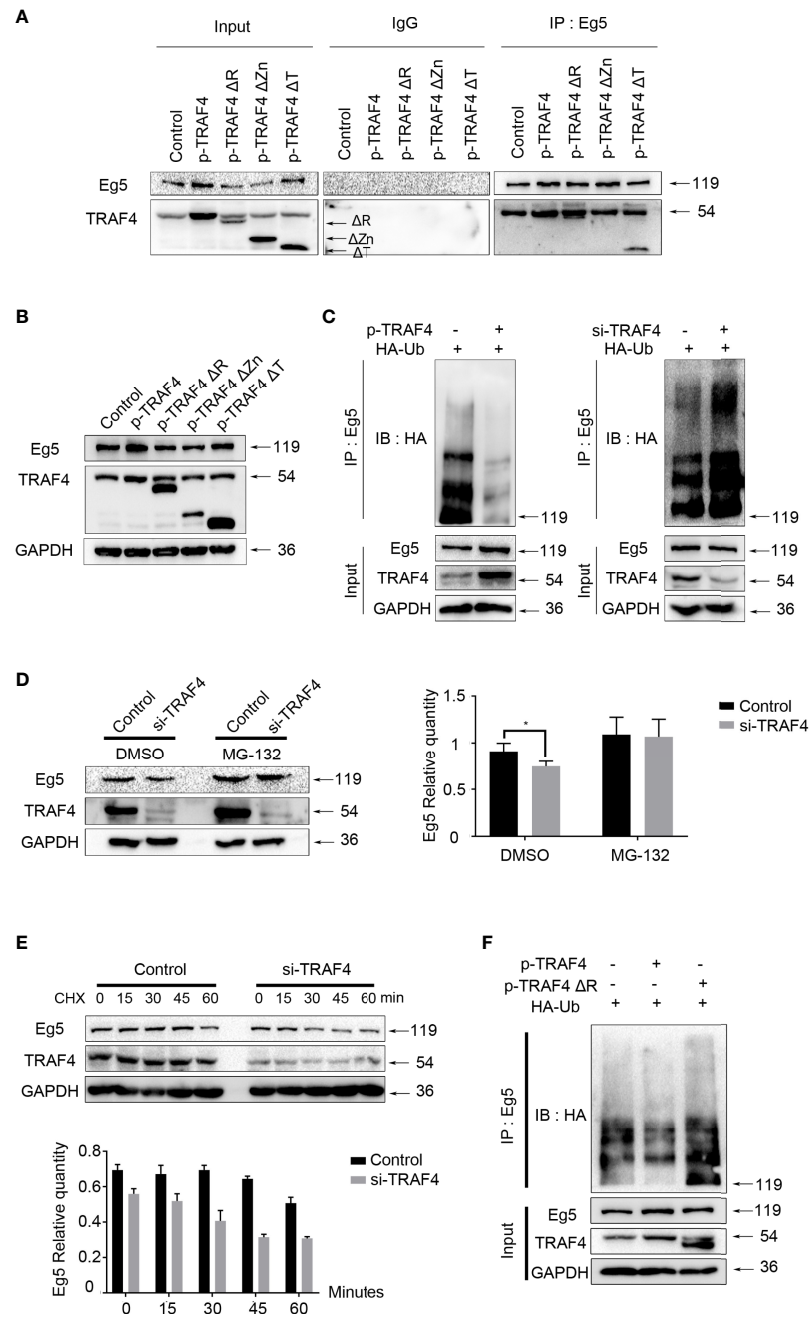 A
Input
IgG
IP : Eg5
Control
p-TRAF4
p-TRAF4 ΔR
p-TRAF4 ΔZn
p-TRAF4 ΔT
Control
p-TRAF4
p-TRAF4 ΔR
p-TRAF4 ΔZn
p-TRAF4 ΔT
Control
p-TRAF4
p-TRAF4 ΔR
p-TRAF4 ΔZn
p-TRAF4 ΔT
Eg5
119
TRAF4
54
ΔR
ΔZn
ΔT
B
Control
p-TRAF4
p-TRAF4 ΔR
p-TRAF4 ΔZn
p-TRAF4 ΔT
Eg5
119
TRAF4
54
GAPDH
36
C
p-TRAF4 - +
HA-Ub + +
IP : Eg5
IB : HA
119
Input
Eg5
119
TRAF4
54
GAPDH
36
si-TRAF4 - +
HA-Ub + +
IP : Eg5
IB : HA
119
Input
Eg5
119
TRAF4
54
GAPDH
36
D
Control
si-TRAF4
Control
si-TRAF4
DMSO
MG-132
Eg5
119
TRAF4
54
GAPDH
36
Eg5 Relative quantity
1.5
1
0.5
0
*
DMSO
MG-132
Control
si-TRAF4
E
Control
si-TRAF4
CHX 0 15 30 45 60 0 15 30 45 60 min
Eg5
119
TRAF4
54
GAPDH
36
Eg5 Relative quantity
0.8
0.6
0.4
0.2
0
Control
si-TRAF4
0 15 30 45 60
Minutes
F
p-TRAF4 - + -
p-TRAF4 ΔR - - +
HA-Ub + + +
IP : Eg5
IB : HA
119
Input
Eg5
119
TRAF4
54
GAPDH
36